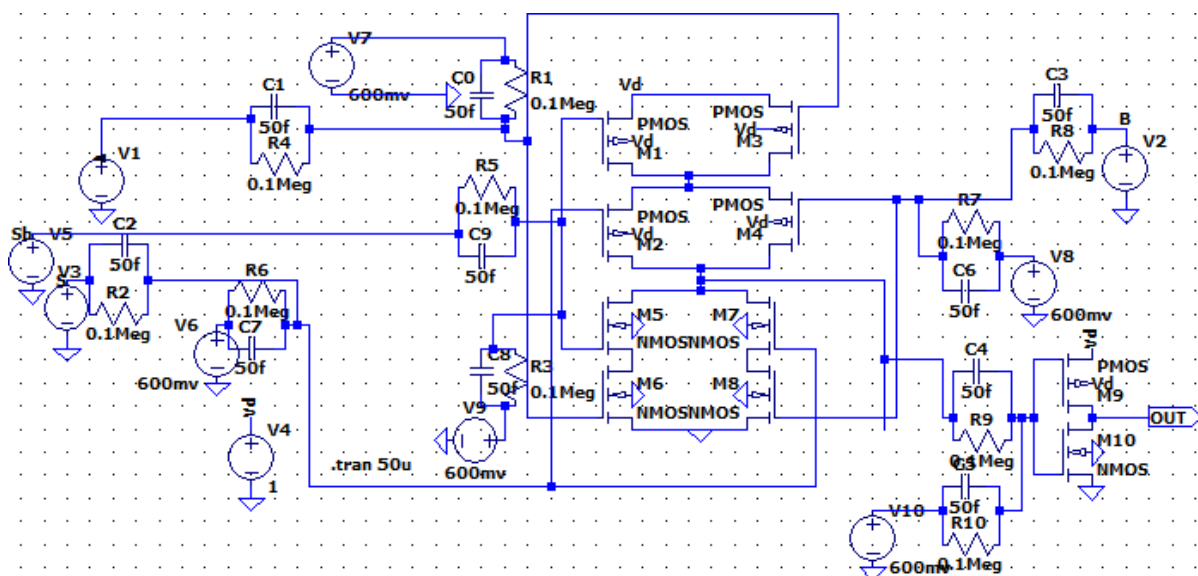 V7
600mv
C0
50f
R1
0.1Meg
C1
50f
R4
0.1Meg
V1
Vd
PMOS
Vd
M1
PMOS
Vd
M3
C3
50f
R8
0.1Meg
B
V2
R5
0.1Meg
C9
50f
PMOS
Vd
M2
PMOS
Vd
M4
R7
0.1Meg
C6
50f
V8
600mv
V5
C2
50f
V3
R2
0.1Meg
R6
0.1Meg
V6
C7
50f
600mv
M5
NMOS
M7
NMOS
M6
NMOS
M8
NMOS
C8
50f
R3
0.1Meg
V9
600mv
Vd
V4
1
.tran 50u
C4
50f
R9
0.1Meg
Vd
PMOS
Vd
M9
OUT
M10
NMOS
50f
R10
0.1Meg
V10
600mv